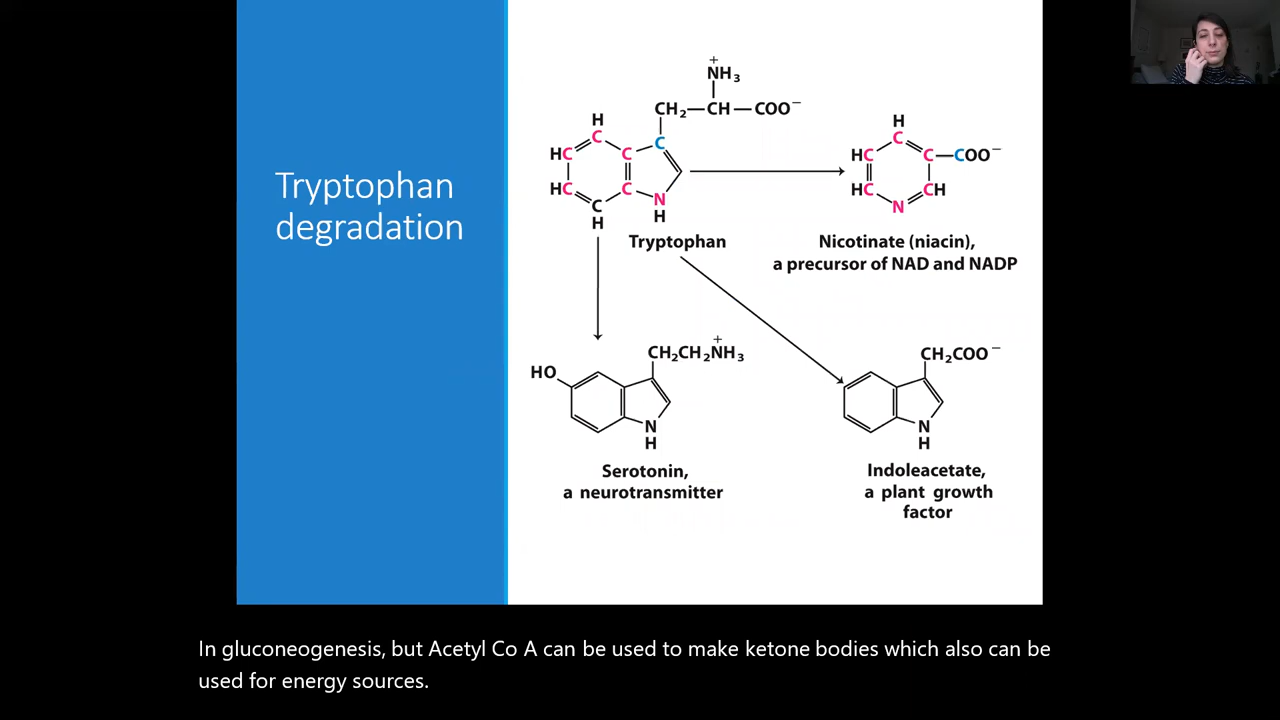 Tryptophan
degradation
+
NH3
CH2—CH—COO−
H
C
HC
C
C
HC
C
C
N
H
C
H
Tryptophan
H
C
HC
C—COO−
HC
CH
N
Nicotinate (niacin),
a precursor of NAD and NADP
+
CH2CH2NH3
HO
N
H
Serotonin,
a neurotransmitter
CH2COO−
N
H
Indoleacetate,
a plant growth
factor
In gluconeogenesis, but Acetyl Co A can be used to make ketone bodies which also can be
used for energy sources.